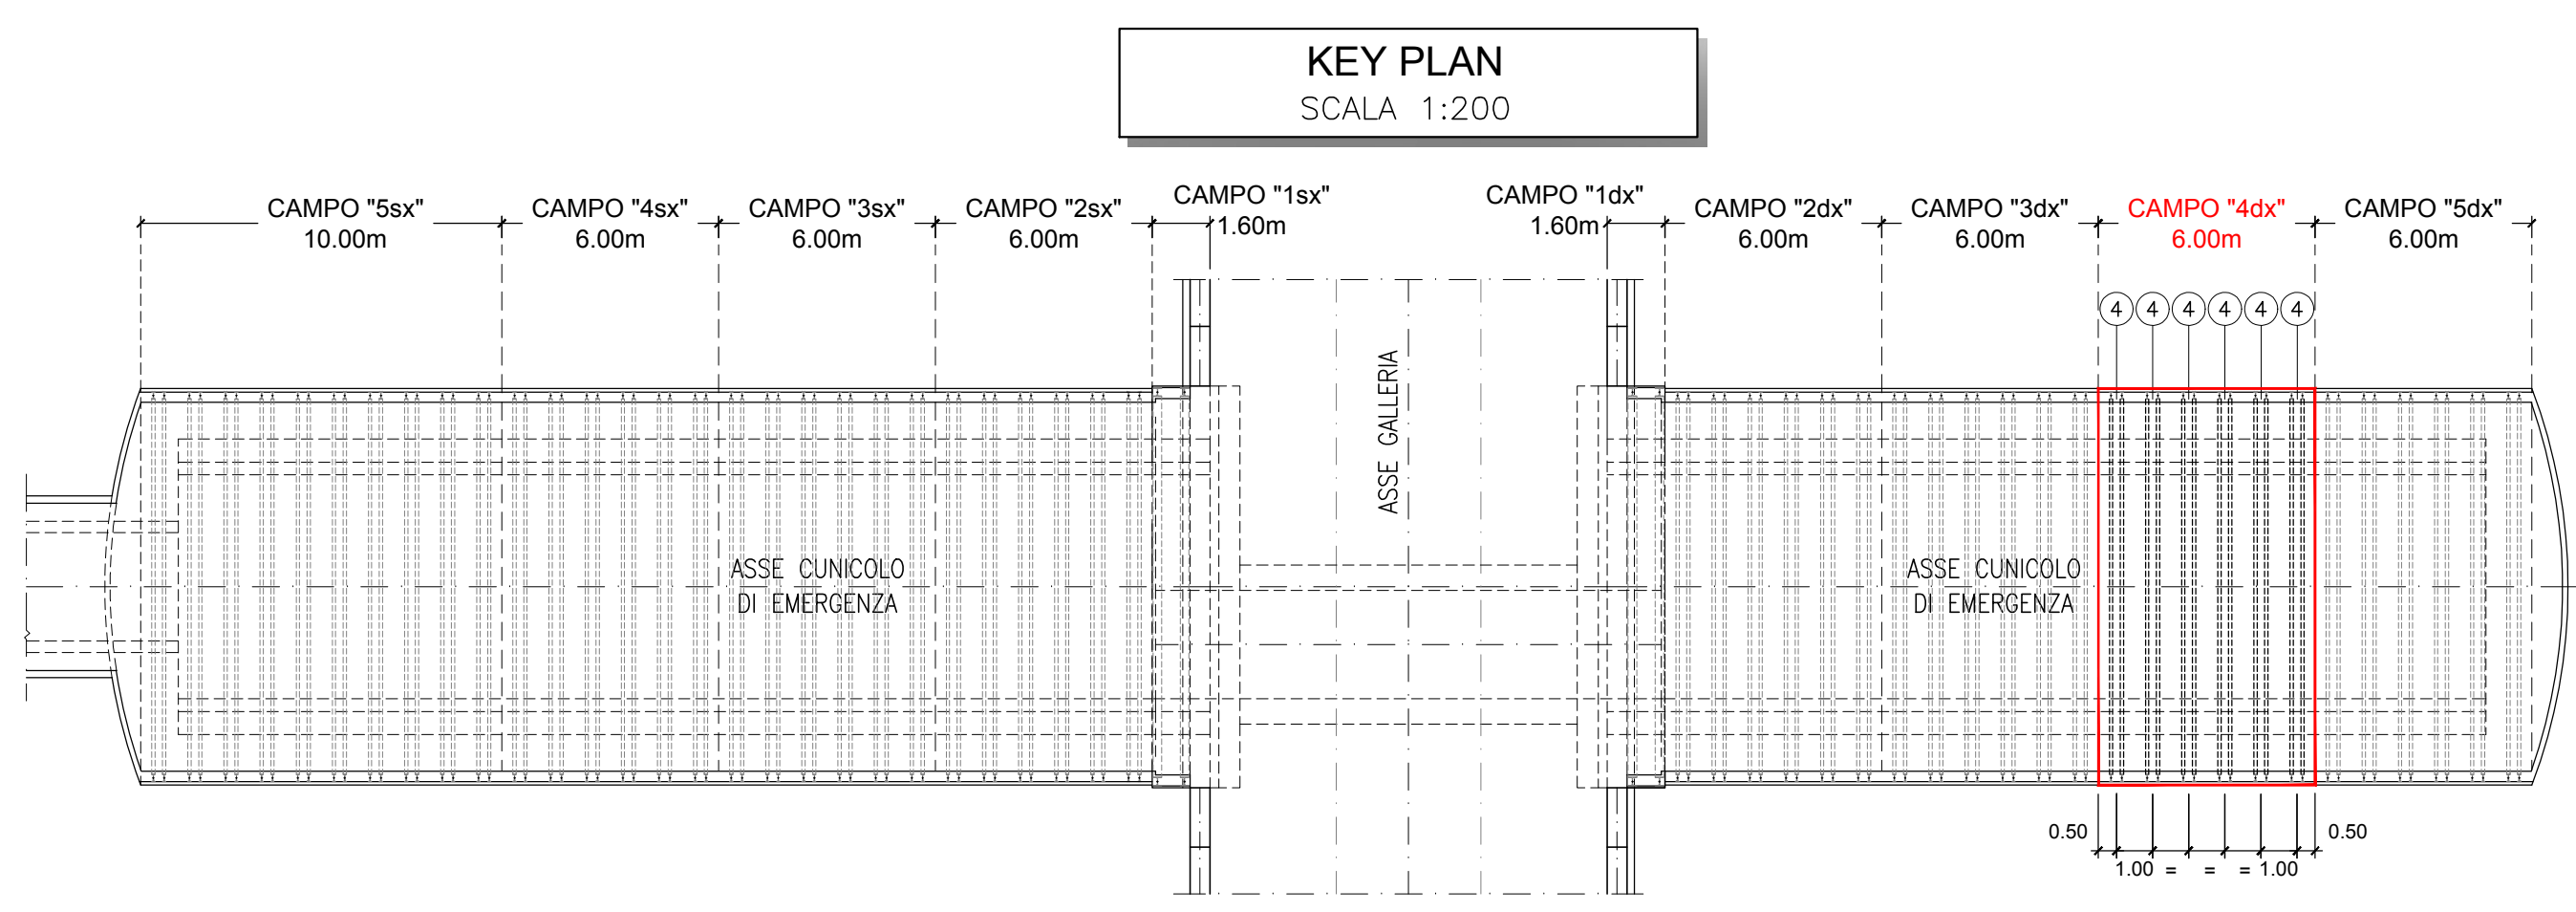 KEY PLAN
SCALA 1:200
CAMPO "5sx"
10.00m
CAMPO "4sx"
6.00m
CAMPO "3sx"
6.00m
CAMPO "2sx"
6.00m
CAMPO "1sx"
1.60m
CAMPO "1dx"
1.60m
CAMPO "2dx"
6.00m
CAMPO "3dx"
6.00m
CAMPO "4dx"
6.00m
CAMPO "5dx"
6.00m
4 4 4 4 4 4
ASSE GALLERIA
ASSE CUNICOLO
DI EMERGENZA
ASSE CUNICOLO
DI EMERGENZA
0.50 0.50
1.00 = = = 1.00